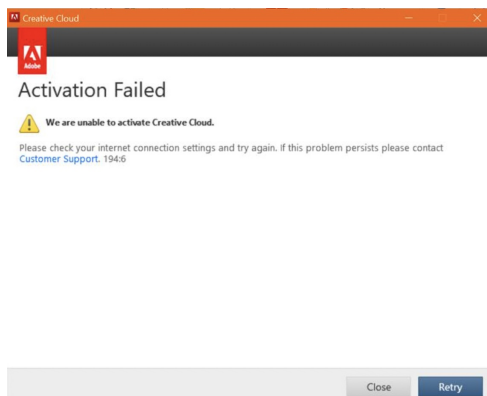 Creative Cloud
Adobe
Activation Failed
We are unable to activate Creative Cloud.
Please check your internet connection settings and try again. If this problem persists please contact
Customer Support. 194:6
Close Retry